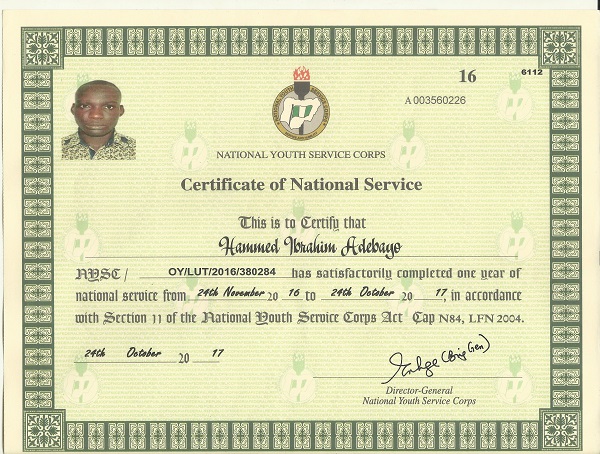 16
6112
A 003560226
NATIONAL YOUTH SERVICE CORPS
Certificate of National Service
This is to Certify that
Hammed Ibrahim Adebayo
NYSC/ OY/LUT/2016/380284 has satisfactorily completed one year of
national service from 24th November 20 16 to 24th October 20 17, in accordance
with Section 11 of the National Youth Service Corps Act Cap N84, LFN 2004.
24th October 20 17
Director-General
National Youth Service Corps